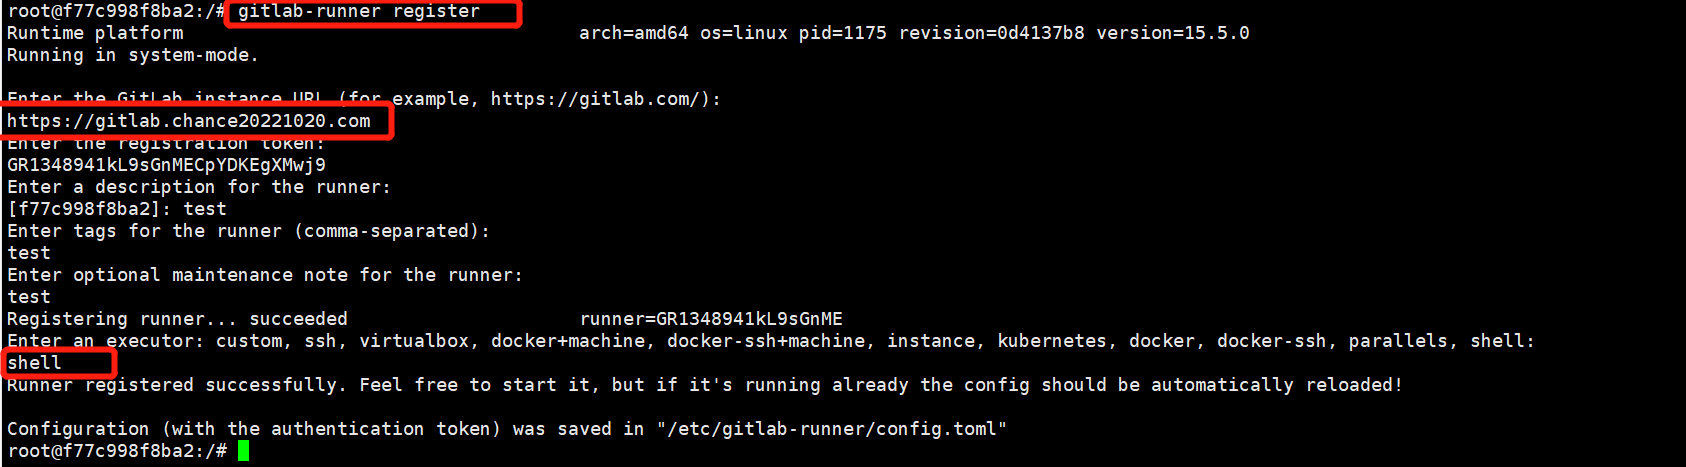 root@f77c998f8ba2:/# gitlab-runner register
Runtime platform                                    arch=amd64 os=linux pid=1175 revision=0d4137b8 version=15.5.0
Running in system-mode.
Enter the GitLab instance URL (for example, https://gitlab.com/):
https://gitlab.chance20221020.com
Enter the registration token:
GR1348941kL9sGnMECpYDKEgXMwj9
Enter a description for the runner:
[f77c998f8ba2]: test
Enter tags for the runner (comma-separated):
test
Enter optional maintenance note for the runner:
test
Registering runner... succeeded                     runner=GR1348941kL9sGnME
Enter an executor: custom, ssh, virtualbox, docker+machine, docker-ssh+machine, instance, kubernetes, docker, docker-ssh, parallels, shell:
shell
Runner registered successfully. Feel free to start it, but if it's running already the config should be automatically reloaded!
Configuration (with the authentication token) was saved in "/etc/gitlab-runner/config.toml"
root@f77c998f8ba2:/#